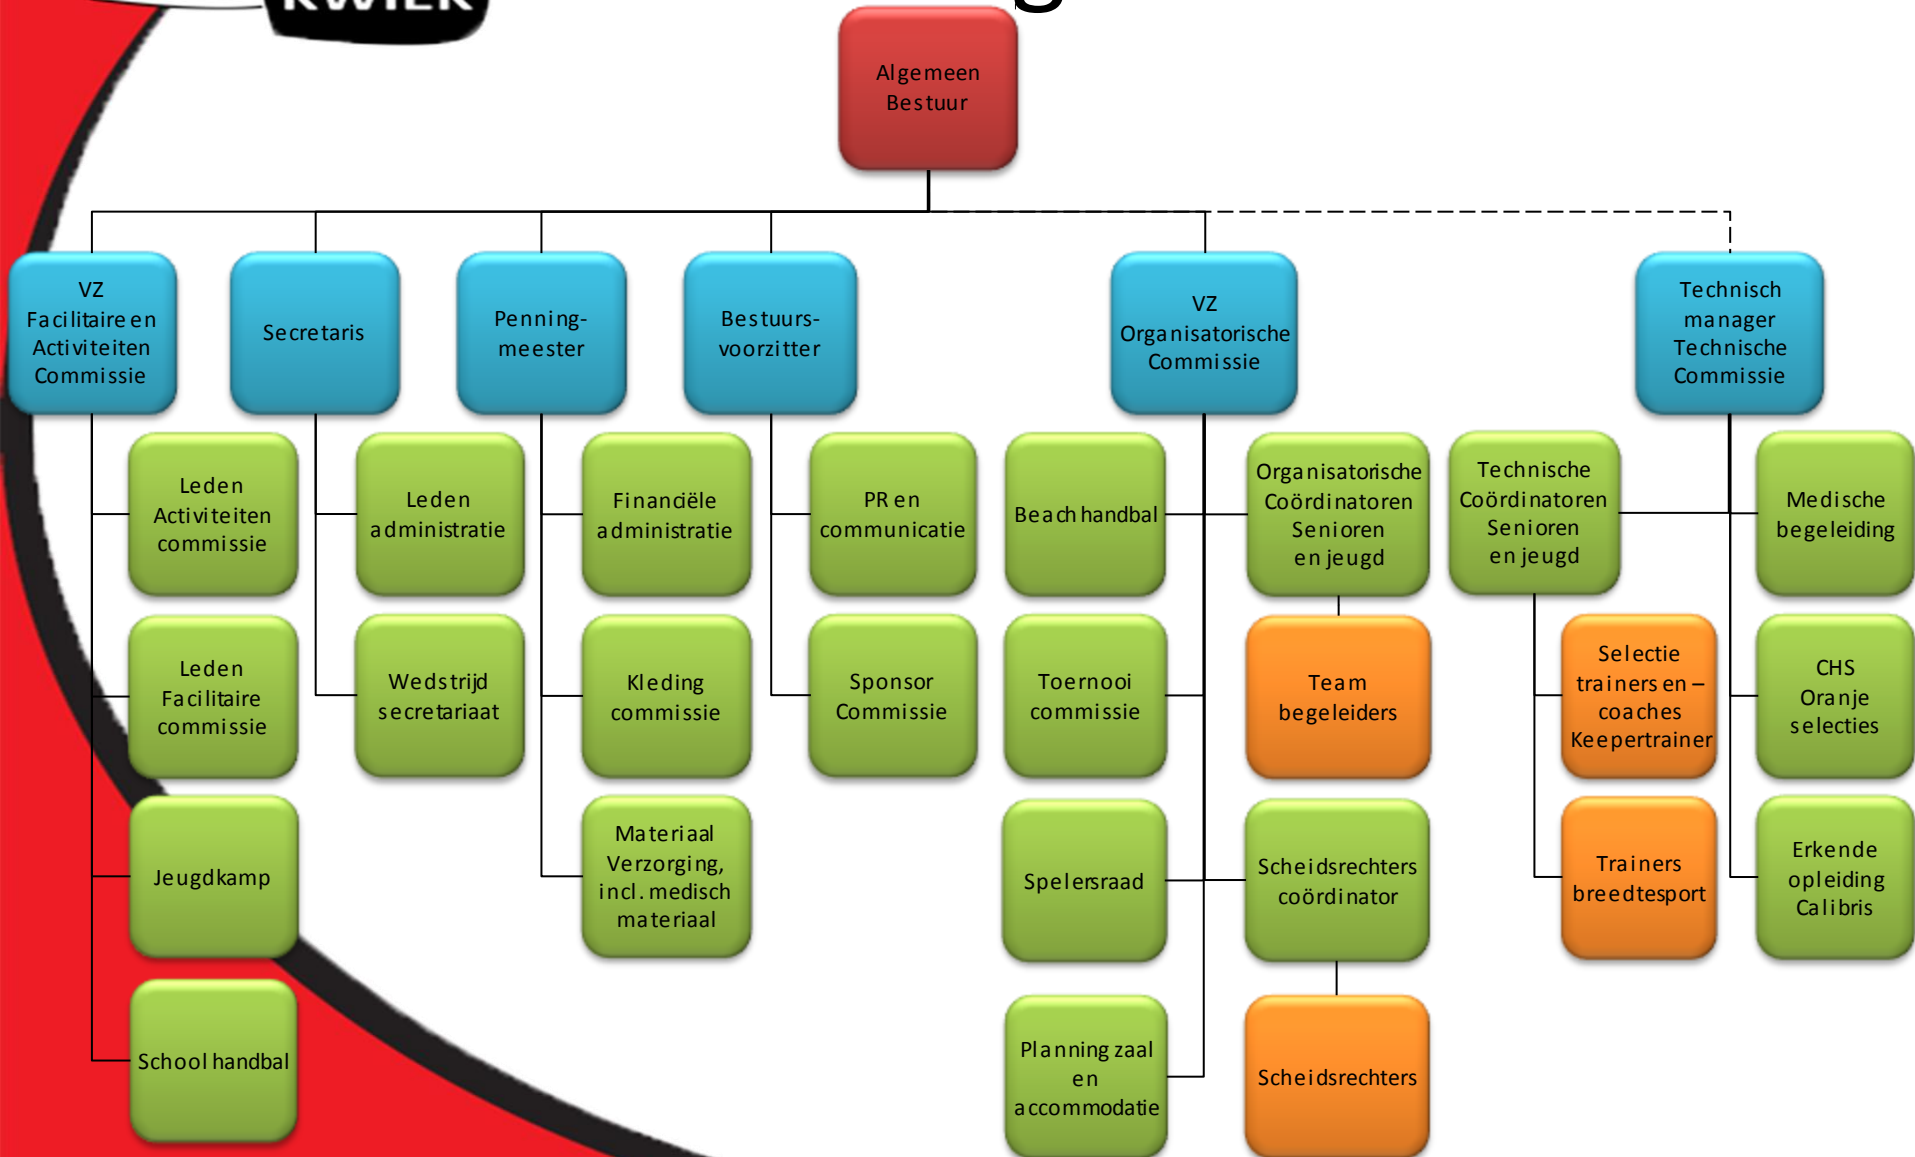 KWIEK
g
Algemeen
Bestuur
VZ
Facilitaire en
Activiteiten
Commissie
Secretaris
Penning-
meester
Bestuurs-
voorzitter
VZ
Organisatorische
Commissie
Technisch
manager
Technische
Commissie
Leden
Activiteiten
commissie
Leden
administratie
Financiële
administratie
PR en
communicatie
Beach handbal
Organisatorische
Coördinatoren
Senioren
en jeugd
Technische
Coördinatoren
Senioren
en jeugd
Medische
begeleiding
Leden
Facilitaire
commissie
Wedstrijd
secretariaat
Kleding
commissie
Sponsor
Commissie
Toernooi
commissie
Team
begeleiders
Selectie
trainers en –
coaches
Keepertrainer
CHS
Oranje
selecties
Jeugdkamp
Materiaal
Verzorging,
incl. medisch
materiaal
Spelersraad
Scheidsrechters
coördinator
Trainers
breedtesport
Erkende
opleiding
Calibris
School handbal
Planning zaal
en
accommodatie
Scheidsrechters